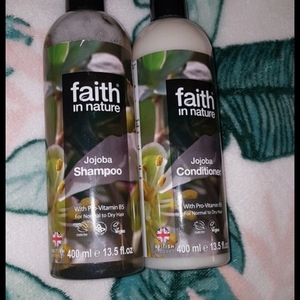 faith
in nature
Jojoba
Shampoo
With Pro-Vitamin B5
For Normal to Dry Hair
400 ml e 13.5 fl.oz
faith
in nature
Jojoba
Conditioner
With Pro-Vitamin B5
For Normal to Dry Hair
400 ml e 13.5 fl.oz